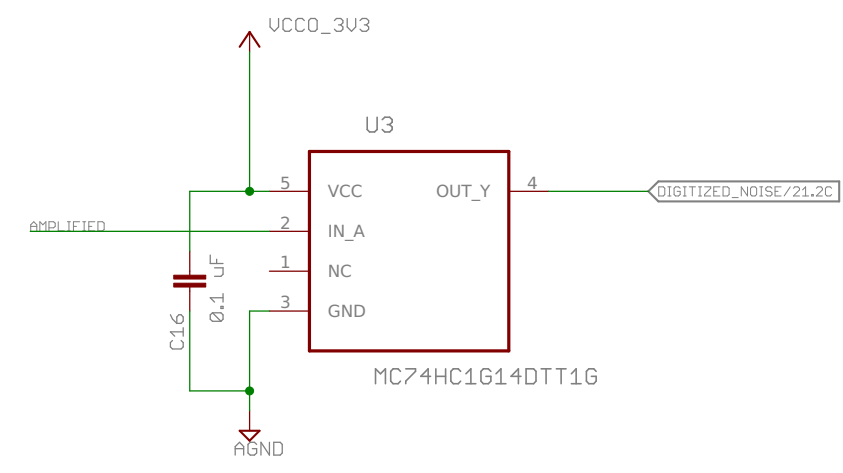 VCCO_3V3
U3
5 VCC OUT_Y 4
DIGITIZED_NOISE/21.2C
AMPLIFIED
2 IN_A
1 NC
3 GND
C16
0.1 uF
MC74HC1G14DTT1G
AGND